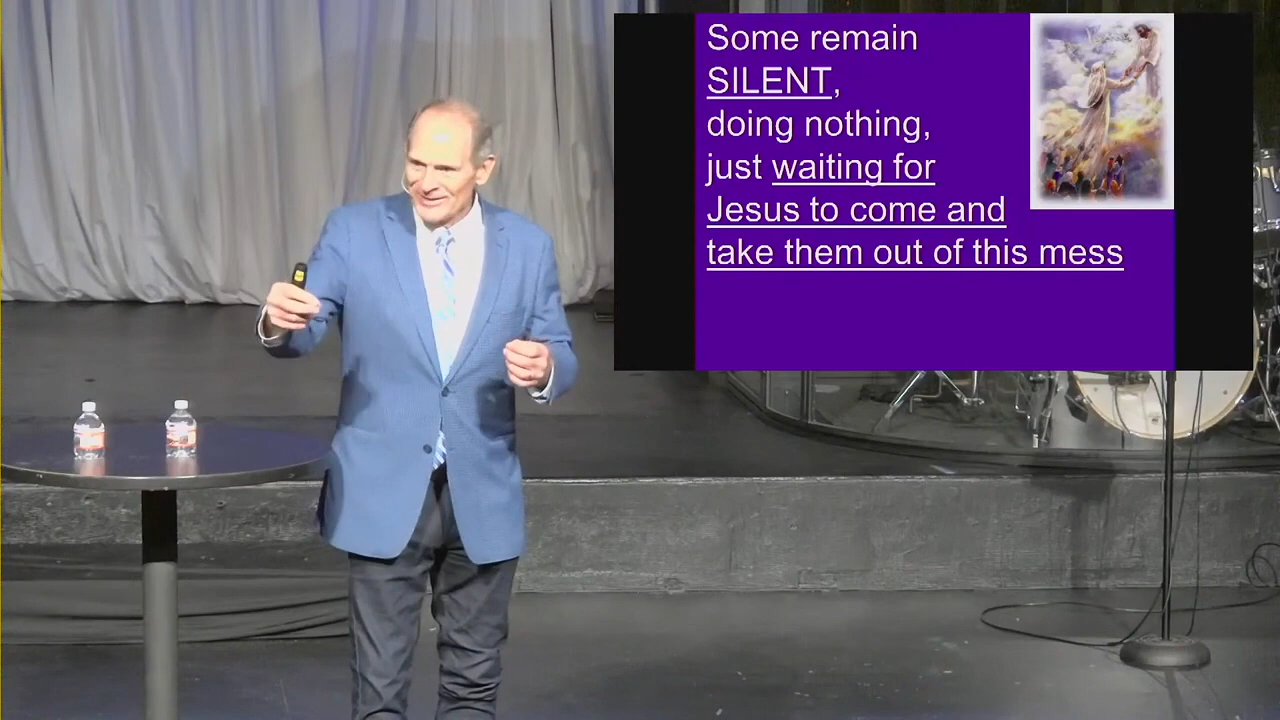 Some remain
SILENT,
doing nothing,
just waiting for
Jesus to come and
take them out of this mess